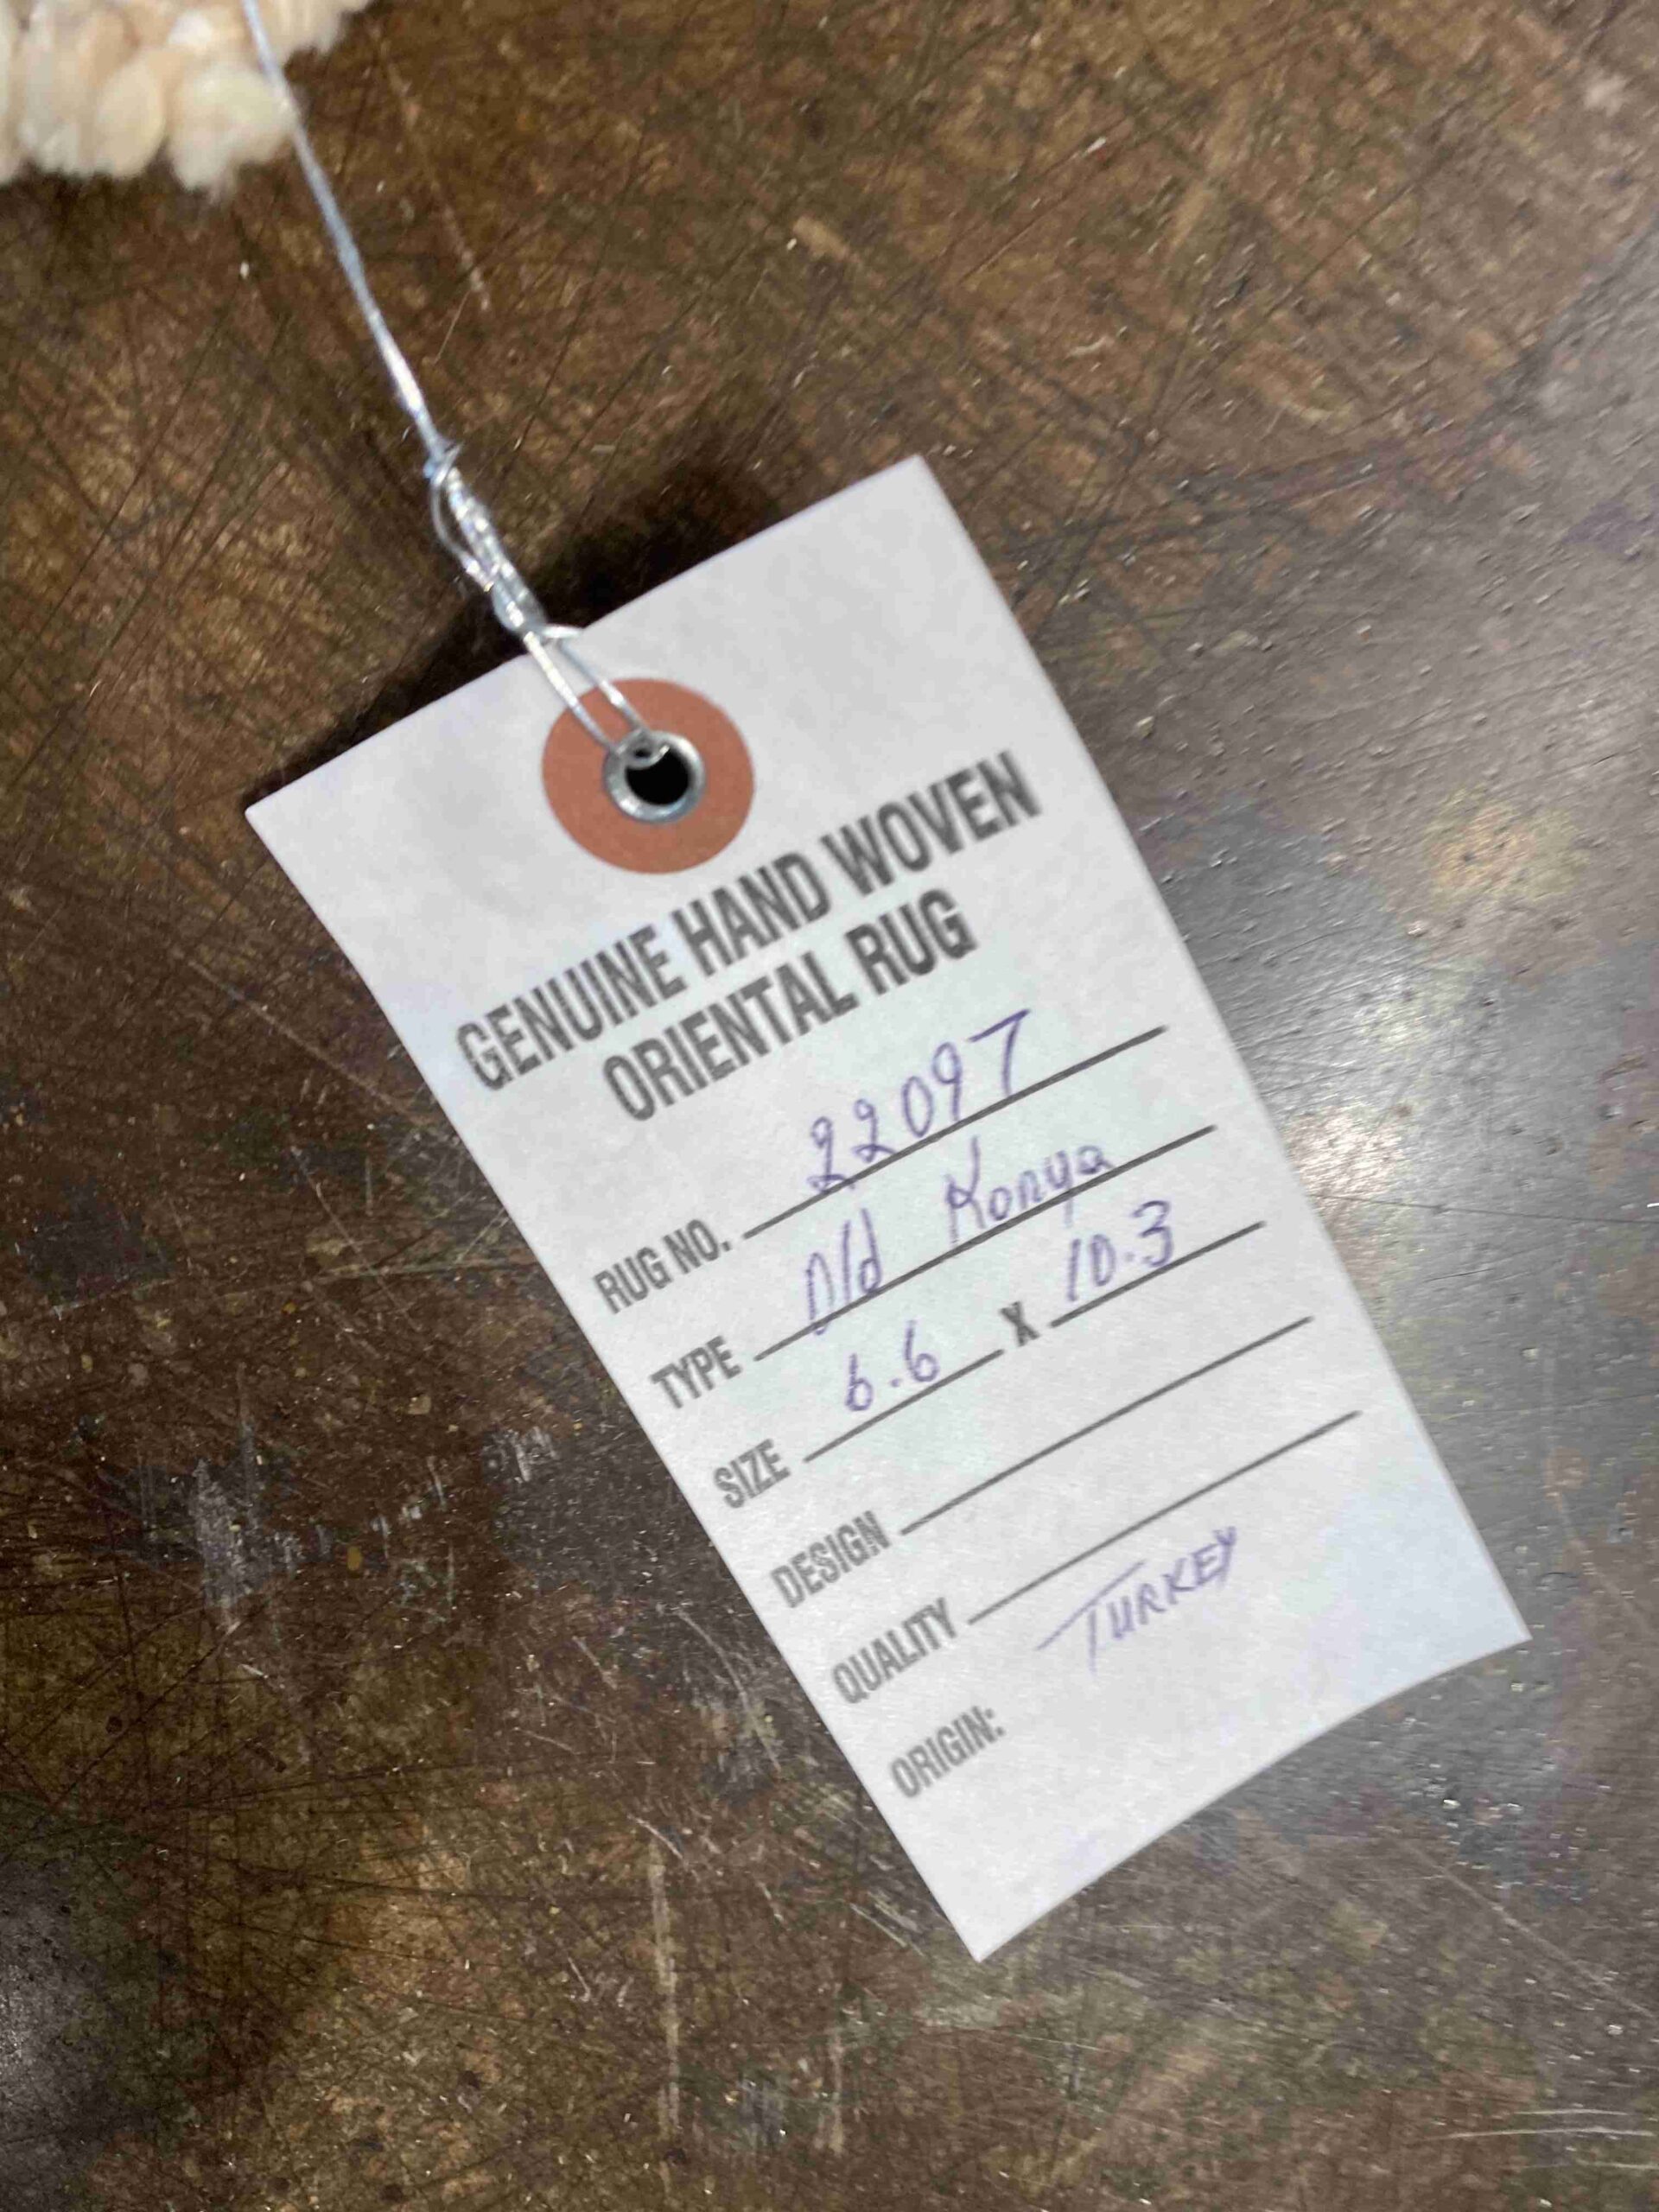 GENUINE HAND WOVEN
ORIENTAL RUG
RUG NO. 22097
TYPE Old Konya
SIZE 6.6 X 10.3
DESIGN
QUALITY
ORIGIN: TURKEY